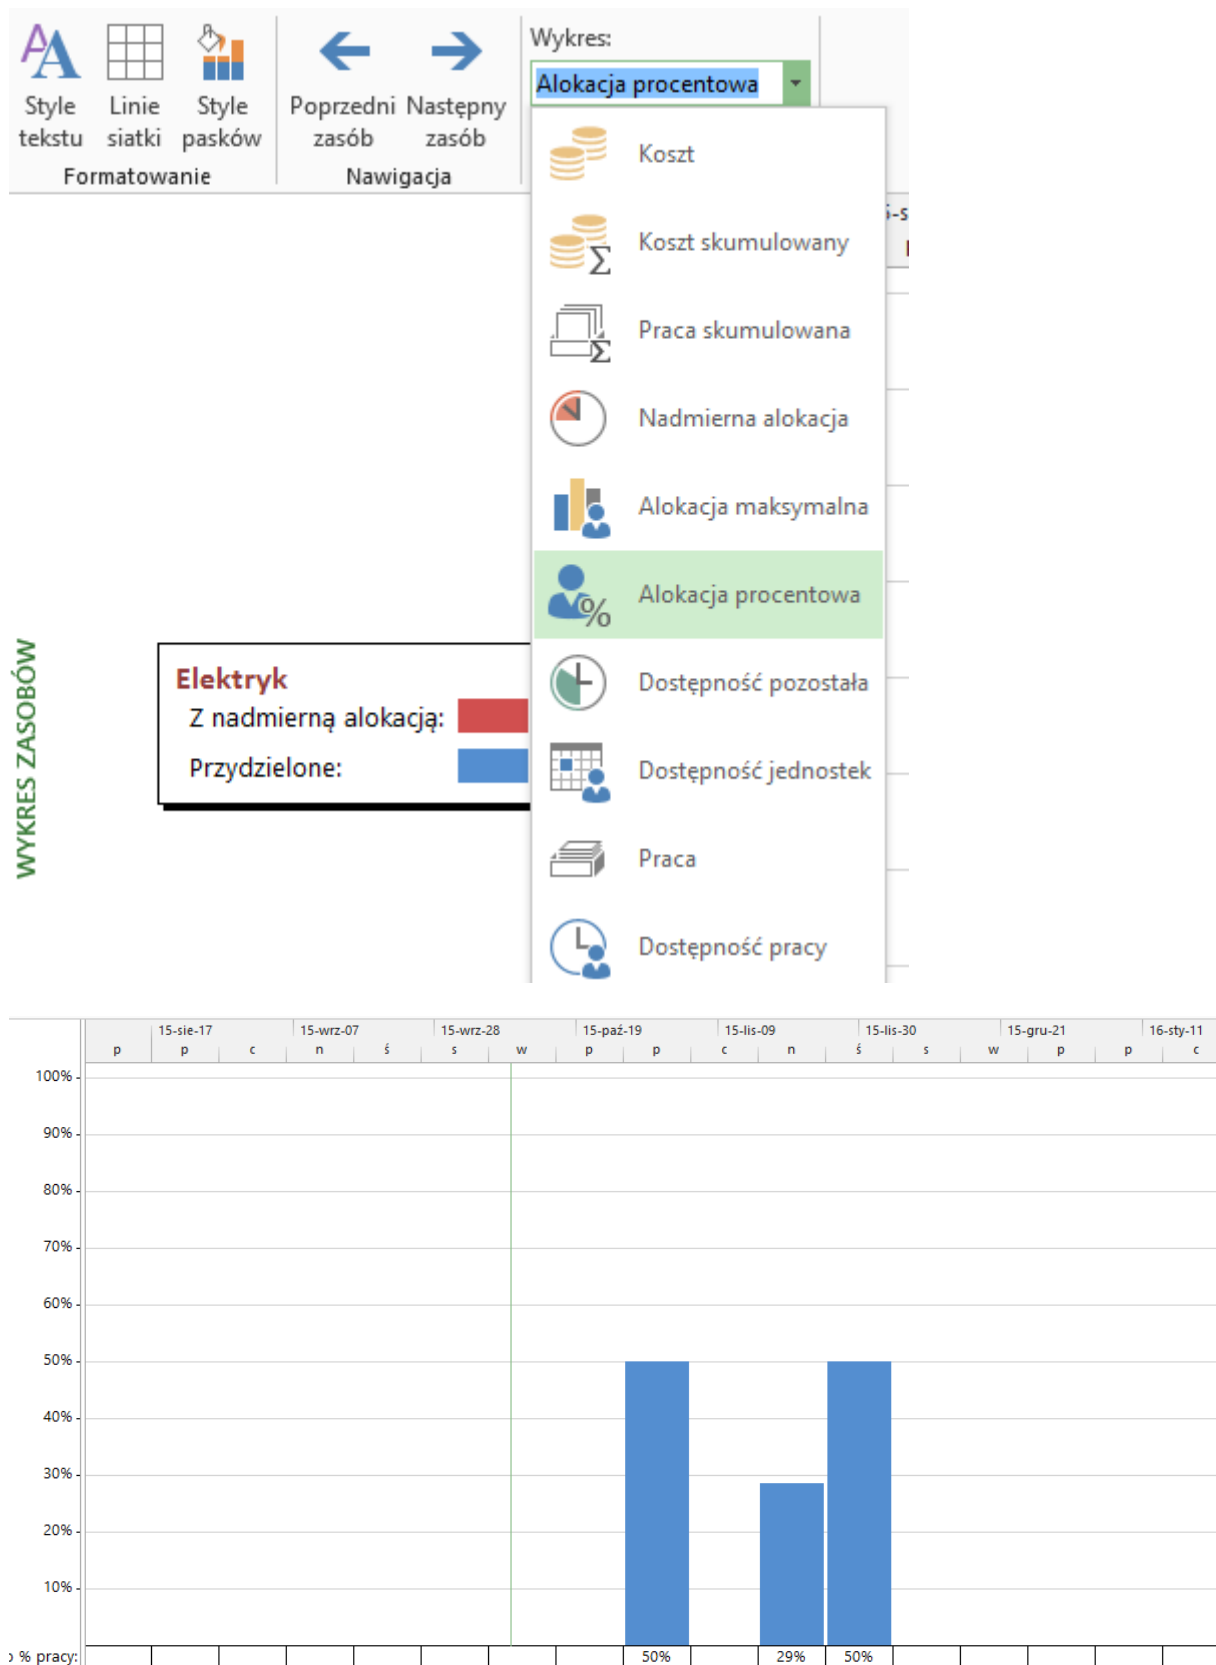 Style tekstu
Linie siatki
Style pasków
Formatowanie
Poprzedni zasób
Następny zasób
Nawigacja
Wykres:
Alokacja procentowa
Koszt
Koszt skumulowany
Praca skumulowana
Nadmierna alokacja
Alokacja maksymalna
Alokacja procentowa
Dostępność pozostała
Dostępność jednostek
Praca
Dostępność pracy
WYKRES ZASOBÓW
Elektryk
Z nadmierną alokacją:
Przydzielone:
15-sie-17 15-wrz-07 15-wrz-28 15-paź-19 15-lis-09 15-lis-30 15-gru-21 16-sty-11
p p c n ś s w p p c n ś s w p p c
100%
90%
80%
70%
60%
50%
40%
30%
20%
10%
% pracy: 50% 29% 50%